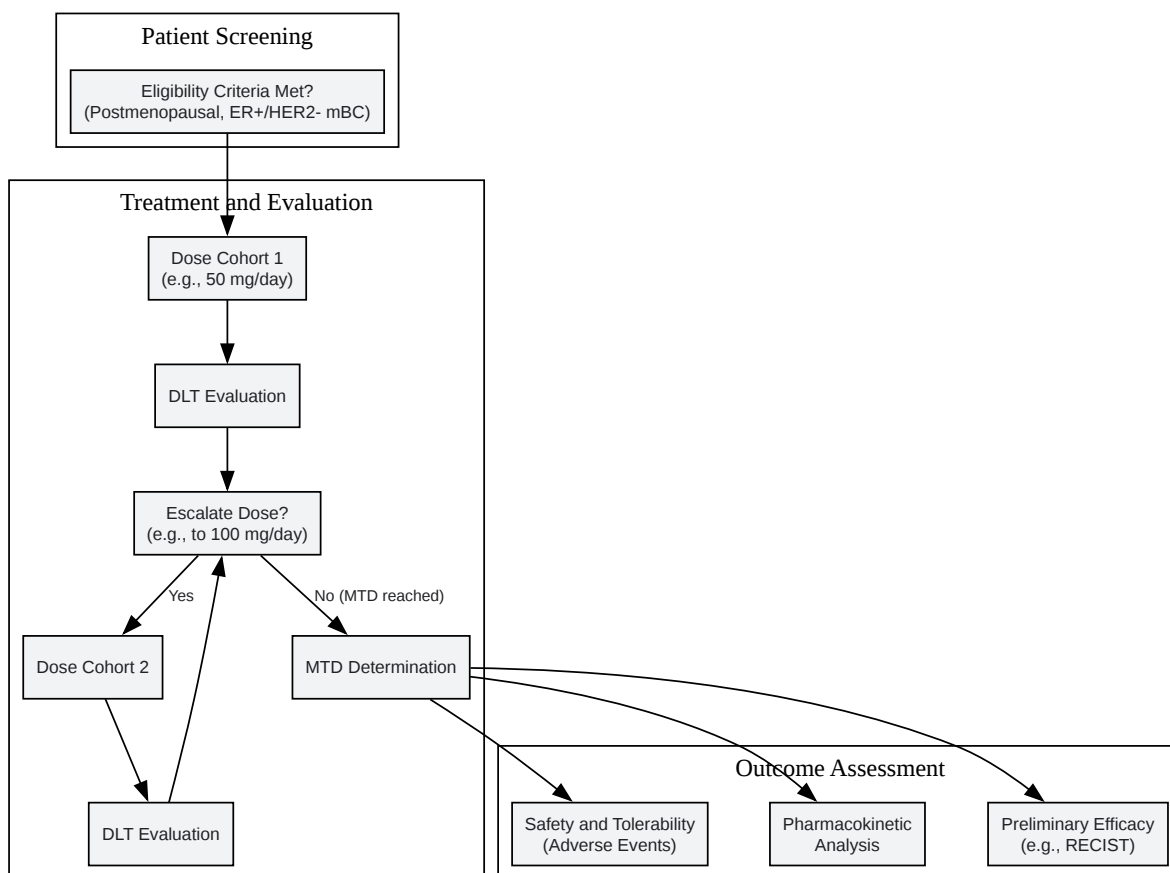 Patient Screening
Eligibility Criteria Met?
(Postmenopausal, ER+/HER2- mBC)
Treatment and Evaluation
Dose Cohort 1
(e.g., 50 mg/day)
DLT Evaluation
Escalate Dose?
(e.g., to 100 mg/day)
Yes
No (MTD reached)
Dose Cohort 2
MTD Determination
DLT Evaluation
Outcome Assessment
Safety and Tolerability
(Adverse Events)
Pharmacokinetic
Analysis
Preliminary Efficacy
(e.g., RECIST)